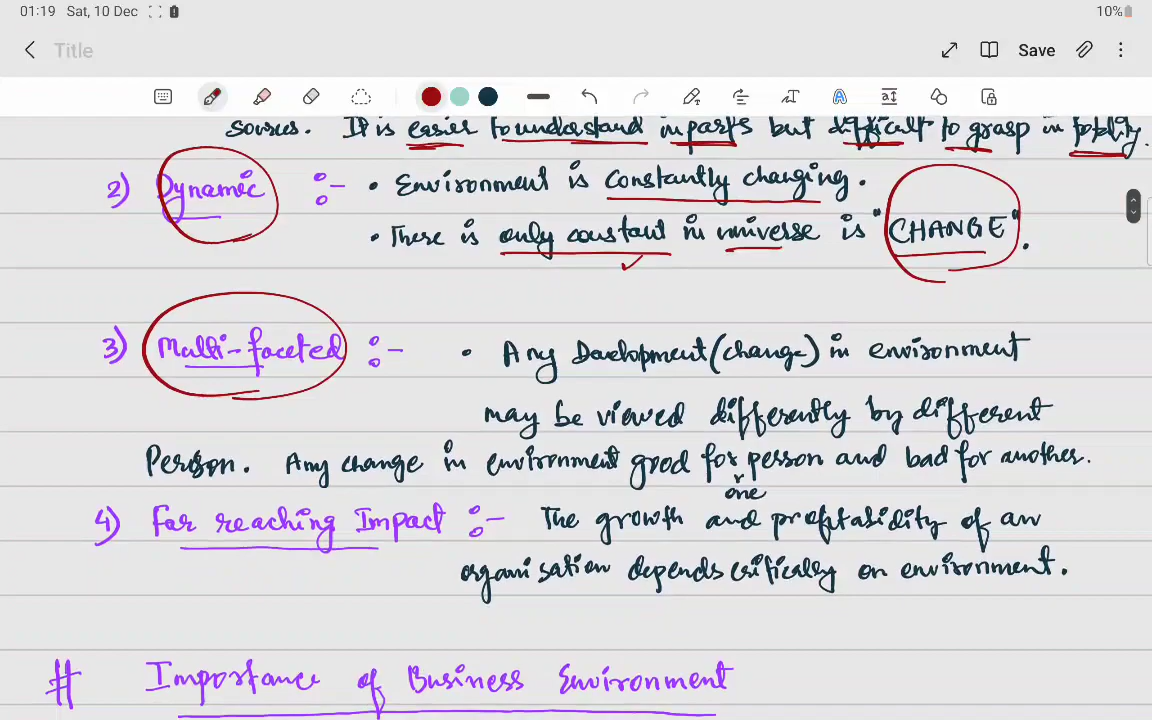 01:19 Sat, 10 Dec 10%
Title Save
sources. It is easier to understand in parts but difficult to grasp in totality.
2) Dynamic :- • Environment is constantly changing.
• There is only constant in universe is "CHANGE".
3) Multi-faceted :- • Any Development (change) in environment
may be viewed differently by different
Person. Any change in environment good for one person and bad for another.
4) Far reaching Impact :- The growth and profitability of an
organisation depends critically on environment.
# Importance of Business Environment